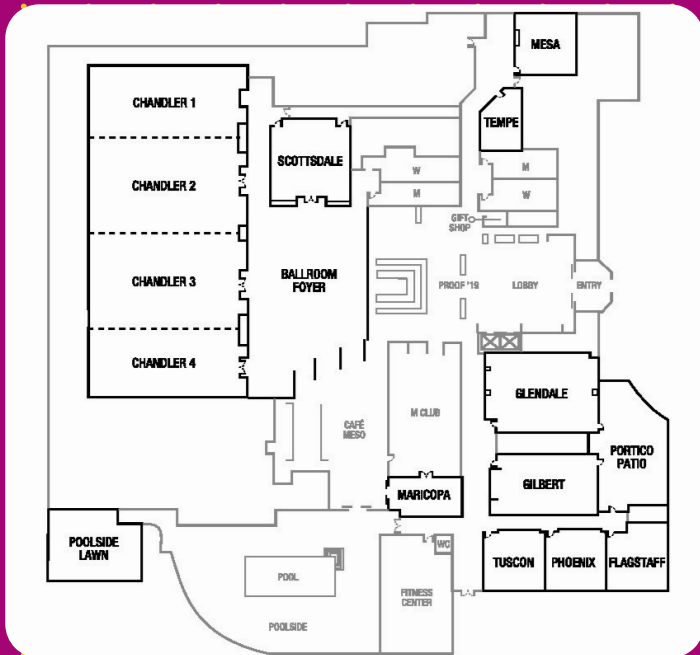 MESA
CHANDLER 1
TEMPE
SCOTTSDALE
W
M
M
W
CHANDLER 2
GIFT
SHOP
BALLROOM
FOYER
CHANDLER 3
PROOF '19
LOBBY
ENTRY
CHANDLER 4
GLENDALE
M CLUB
CAFÉ
MESO
PORTICO
PATIO
GILBERT
MARICOPA
POOLSIDE
LAWN
WC
TUSCON
PHOENIX
FLAGSTAFF
POOL
FITNESS
CENTER
POOLSIDE